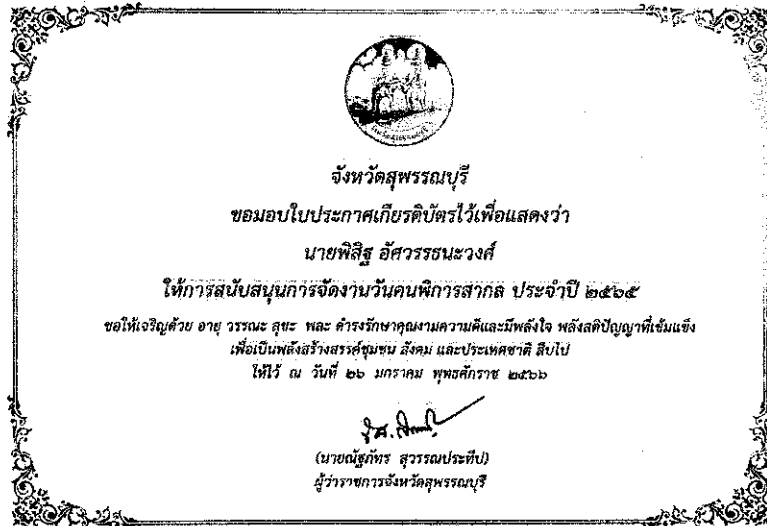 จังหวัดสุพรรณบุรี
ขอมอบใบประกาศเกียรติบัตรไว้เพื่อแสดงว่า
นายพิสิฐ อัศวรรธนะวงศ์
ให้การสนับสนุนการจัดงานวันคนพิการสากล ประจำปี ๒๕๖๕
ขอให้เจริญด้วย อายุ วรรณะ สุขะ พละ ดำรงรักษาคุณงามความดีและมีพลังใจ พลังสติปัญญาที่เข้มแข็ง
เพื่อเป็นพลังสร้างสรรค์ชุมชน สังคม และประเทศชาติ สืบไป
ให้ไว้ ณ วันที่ ๒๖ มกราคม พุทธศักราช ๒๕๖๖
(นายณัฐภัทร สุวรรณประทีป)
ผู้ว่าราชการจังหวัดสุพรรณบุรี